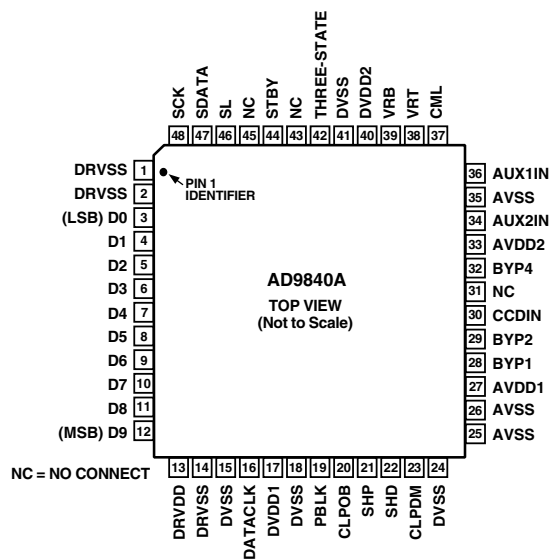 SCK
SDATA
SL
NC
STBY
NC
THREE-STATE
DVSS
DVDD2
VRB
VRT
CML
48 47 46 45 44 43 42 41 40 39 38 37
DRVSS 1
DRVSS 2
(LSB) D0 3
D1 4
D2 5
D3 6
D4 7
D5 8
D6 9
D7 10
D8 11
(MSB) D9 12
PIN 1
IDENTIFIER
AD9840A
TOP VIEW
(Not to Scale)
36 AUX1IN
35 AVSS
34 AUX2IN
33 AVDD2
32 BYP4
31 NC
30 CCDIN
29 BYP2
28 BYP1
27 AVDD1
26 AVSS
25 AVSS
NC = NO CONNECT
13 14 15 16 17 18 19 20 21 22 23 24
DRVDD
DRVSS
DVSS
DATACLK
DVDD1
DVSS
PBLK
CLPOB
SHP
SHD
CLPDM
DVSS